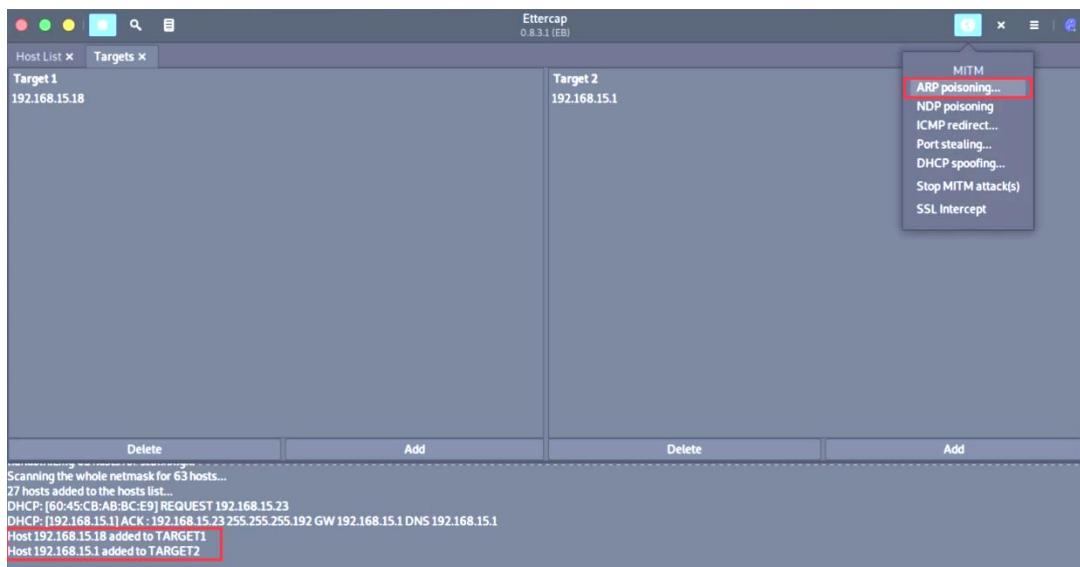 Ettercap
0.8.3.1 (EB)
Host List × Targets ×
Target 1
192.168.15.18
Target 2
192.168.15.1
MITM
ARP poisoning...
NDP poisoning
ICMP redirect...
Port stealing...
DHCP spoofing...
Stop MITM attack(s)
SSL Intercept
Delete Add Delete Add
Scanning the whole netmask for 63 hosts...
27 hosts added to the hosts list...
DHCP: [60:45:CB:AB:BC:E9] REQUEST 192.168.15.23
DHCP: [192.168.15.1] ACK : 192.168.15.23 255.255.255.192 GW 192.168.15.1 DNS 192.168.15.1
Host 192.168.15.18 added to TARGET1
Host 192.168.15.1 added to TARGET2